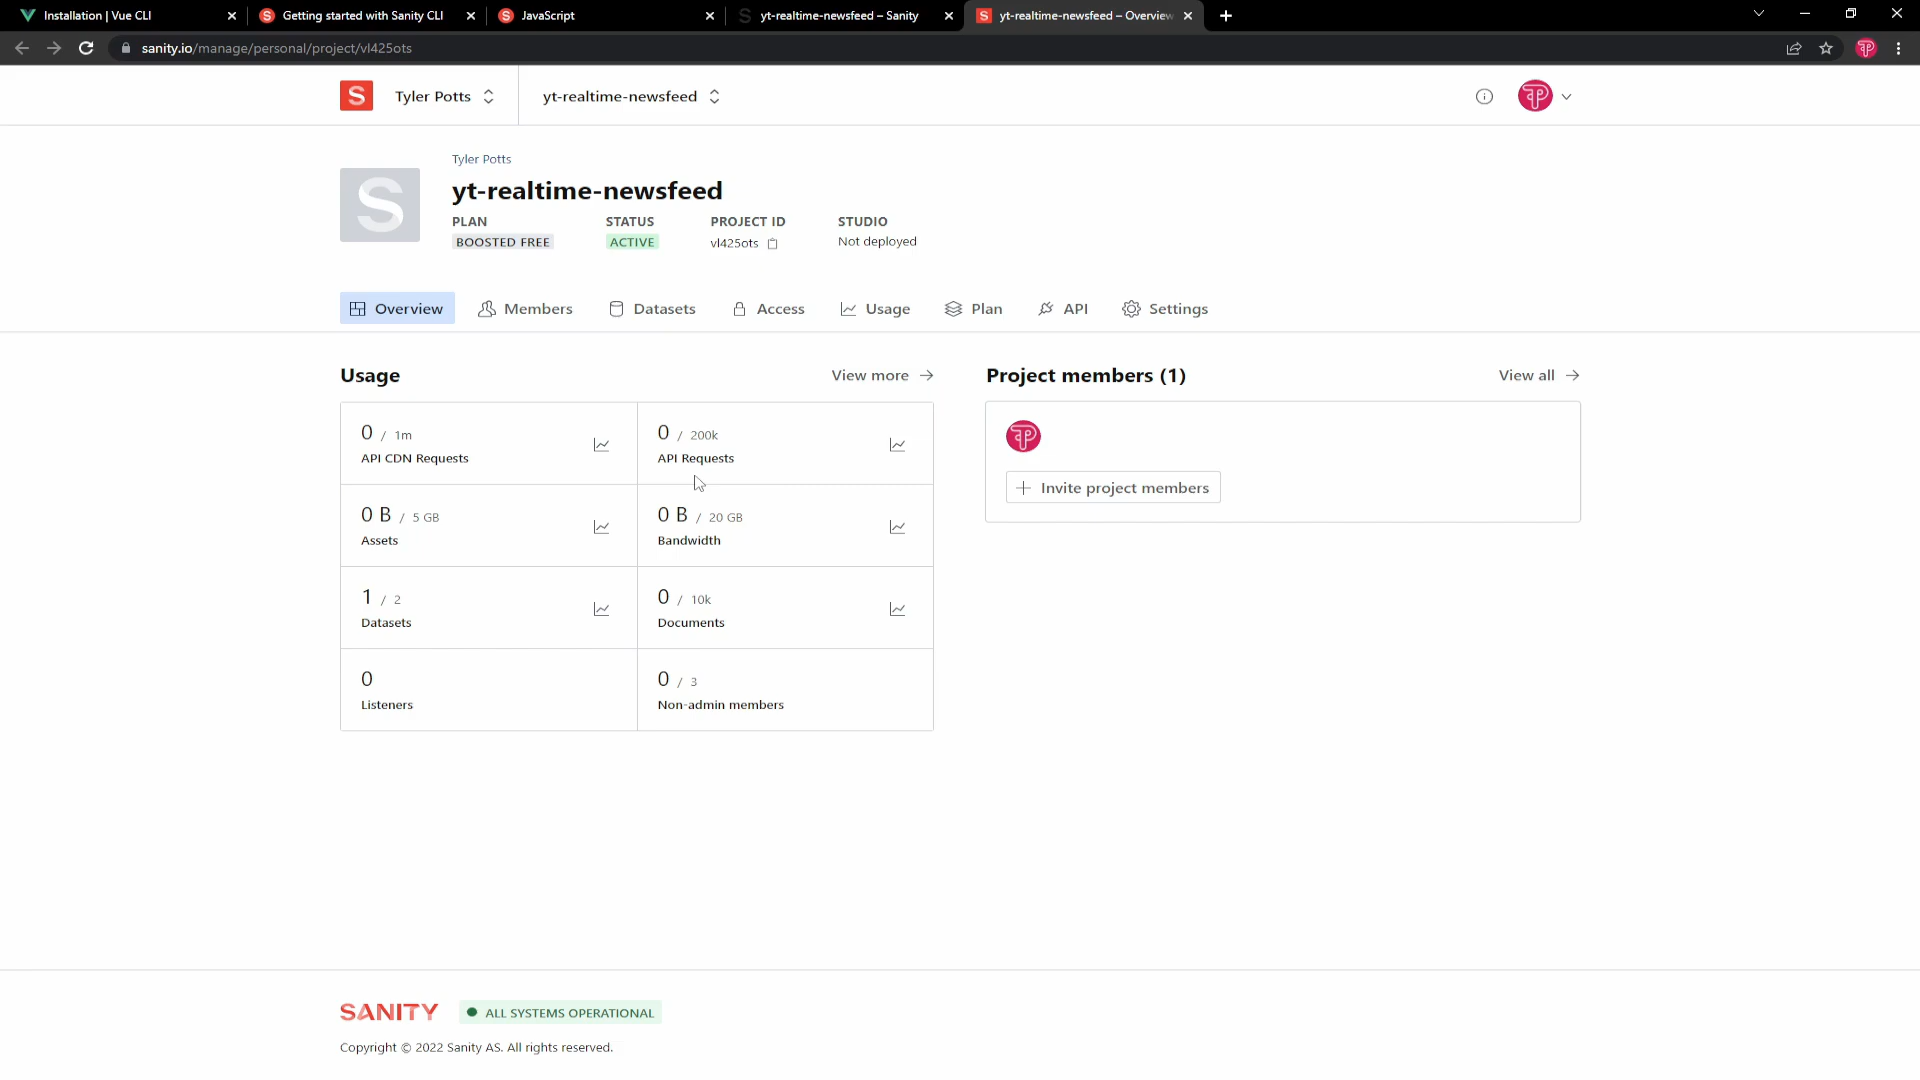 Installation | Vue CLI
Getting started with Sanity CLI
JavaScript
yt-realtime-newsfeed – Sanity
yt-realtime-newsfeed – Overview
sanity.io/manage/personal/project/vl425ots
S
Tyler Potts
yt-realtime-newsfeed
Tyler Potts
S
yt-realtime-newsfeed
PLAN STATUS PROJECT ID STUDIO
BOOSTED FREE ACTIVE vl425ots Not deployed
Overview Members Datasets Access Usage Plan API Settings
Usage View more →
Project members (1) View all →
0 / 1m
API CDN Requests
0 / 200k
API Requests
0 B / 5 GB
Assets
0 B / 20 GB
Bandwidth
1 / 2
Datasets
0 / 10k
Documents
0
Listeners
0 / 3
Non-admin members
+ Invite project members
SANITY
ALL SYSTEMS OPERATIONAL
Copyright © 2022 Sanity AS. All rights reserved.